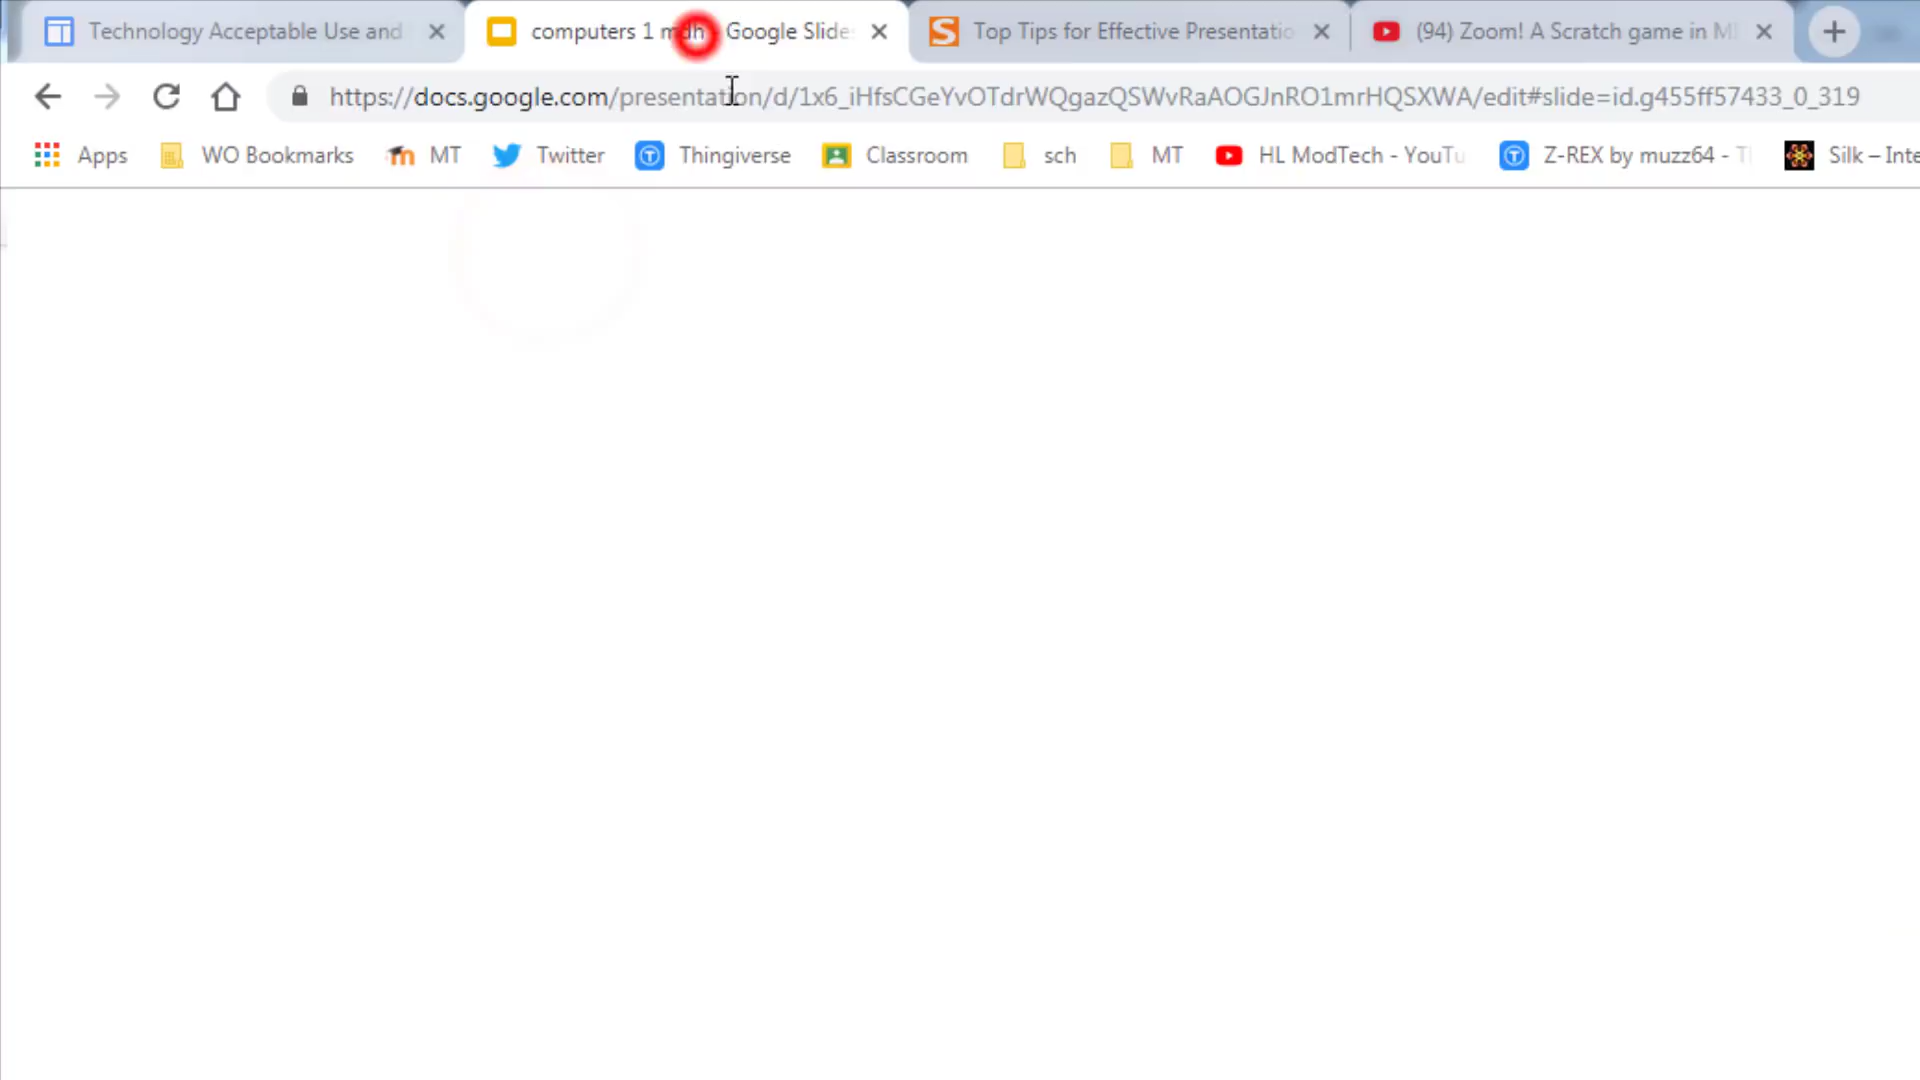 Technology Acceptable Use and
computers 1 mdh - Google Slide
Top Tips for Effective Presentatio
(94) Zoom! A Scratch game in M
https://docs.google.com/presentation/d/1x6_iHfsCGeYvOTdrWQgazQSWvRaAOGJnRO1mrHQSXWA/edit#slide=id.g455ff57433_0_319
Apps WO Bookmarks MT Twitter Thingiverse Classroom sch MT HL ModTech - YouTu Z-REX by muzz64 - T Silk – Inte